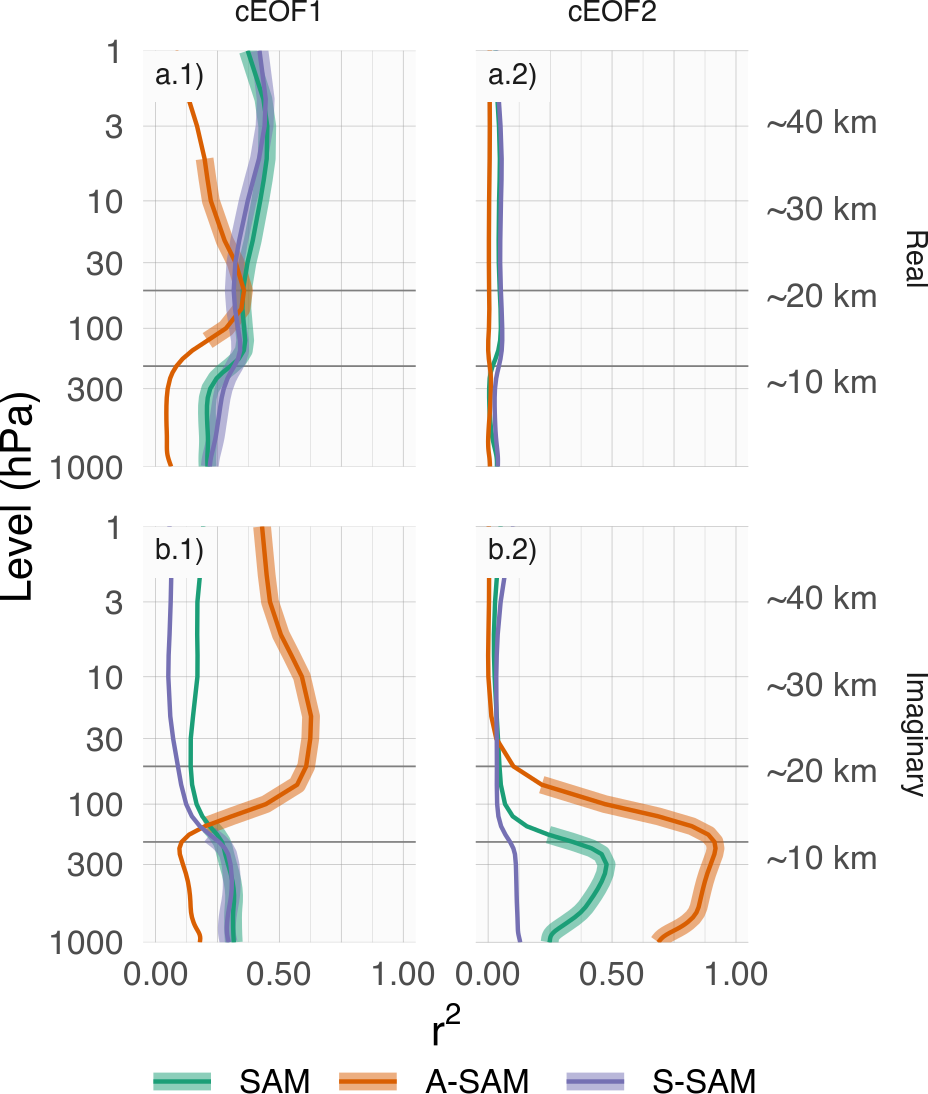 cEOF1 cEOF2
a.1) a.2)
1
3
10
30
100
300
1000
~40 km
~30 km
~20 km
~10 km
Real
Level (hPa)
b.1) b.2)
1
3
10
30
100
300
1000
~40 km
~30 km
~20 km
~10 km
Imaginary
0.00 0.50 1.00 0.00 0.50 1.00
r²
SAM A-SAM S-SAM